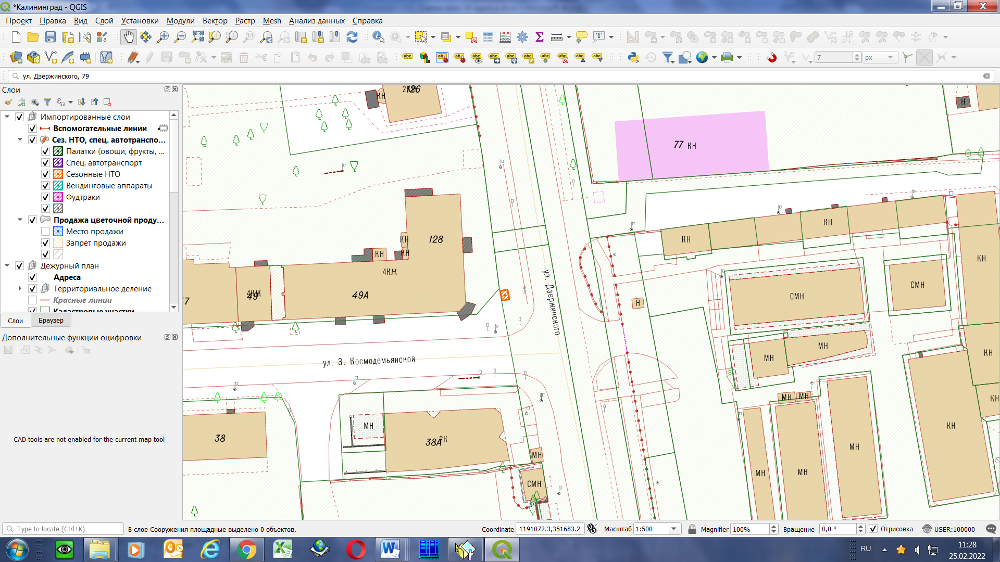 *Калининград - QGIS
Проект Правка Вид Слой Установки Модули Вектор Растр Mesh Анализ данных Справка
7 px
ул. Дзержинского, 79
Слои
Импортированные слои
Вспомогательные линии
Сез. НТО, спец. автотранспо...
Палатки (овощи, фрукты, ...
Спец. автотранспорт
Сезонные НТО
Вендинговые аппараты
Фудтраки
Продажа цветочной проду...
Место продажи
Запрет продажи
Дежурный план
Адреса
Территориальное деление
Красные линии
Слои Браузер
Дополнительные функции оцифровки
CAD tools are not enabled for the current map tool
КН
126
Н
77 КН
128
КН
КН
КН
4КЖ
49А
49
4КЖ
ул. Дзержинского
ул. З. Космодемьянской
Н
КН
КН
КН
СМН
СМН
МН
МН
КН
КН
МН МН
КН
МН
МН
МН
38
МН
38А
2К
МН
СМН
Type to locate (Ctrl+K)
В слое Сооружения площадные выделено 0 объектов.
Coordinate 1191072.3,351683.2
Масштаб 1:500
Magnifier 100%
Вращение 0,0 °
Отрисовка
USER:100000
RU
11:28
25.02.2022